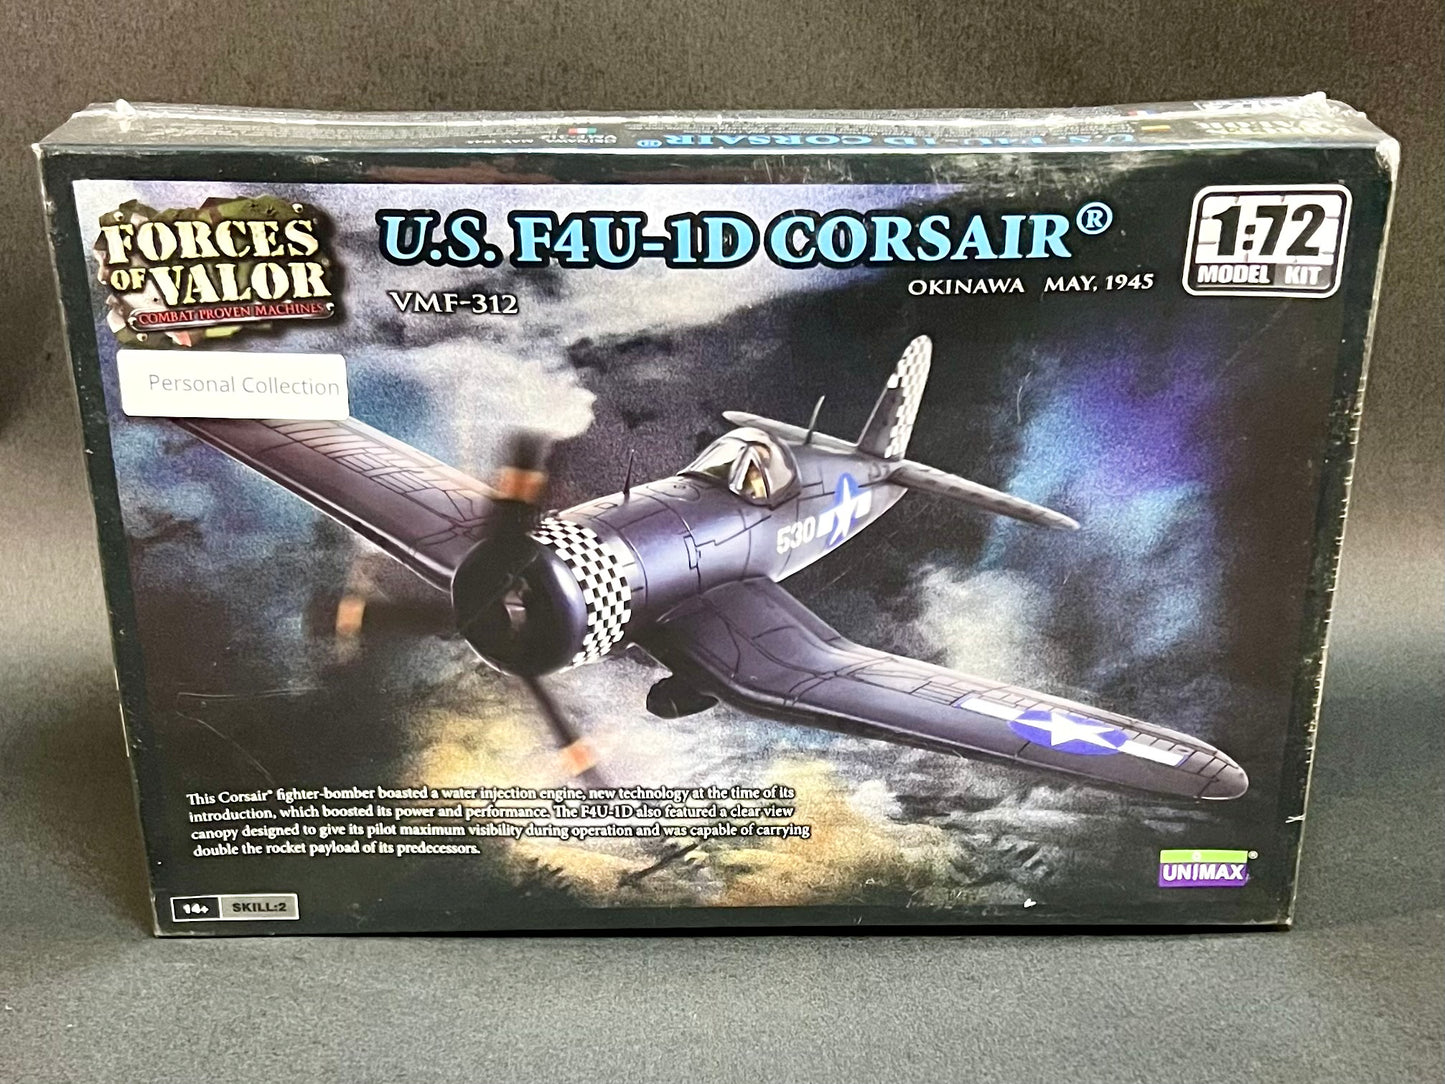 U.S. F4U-1D CORSAIR®
FORCES
OF VALOR
COMBAT PROVEN MACHINES
U.S. F4U-1D CORSAIR®
VMF-312
OKINAWA MAY, 1945
1:72
MODEL KIT
Personal Collection
530
This Corsair® fighter-bomber boasted a water injection engine, new technology at the time of its
introduction, which boosted its power and performance. The F4U-1D also featured a clear view
canopy designed to give its pilot maximum visibility during operation and was capable of carrying
double the rocket payload of its predecessors.
UNIMAX®
14+ SKILL:2